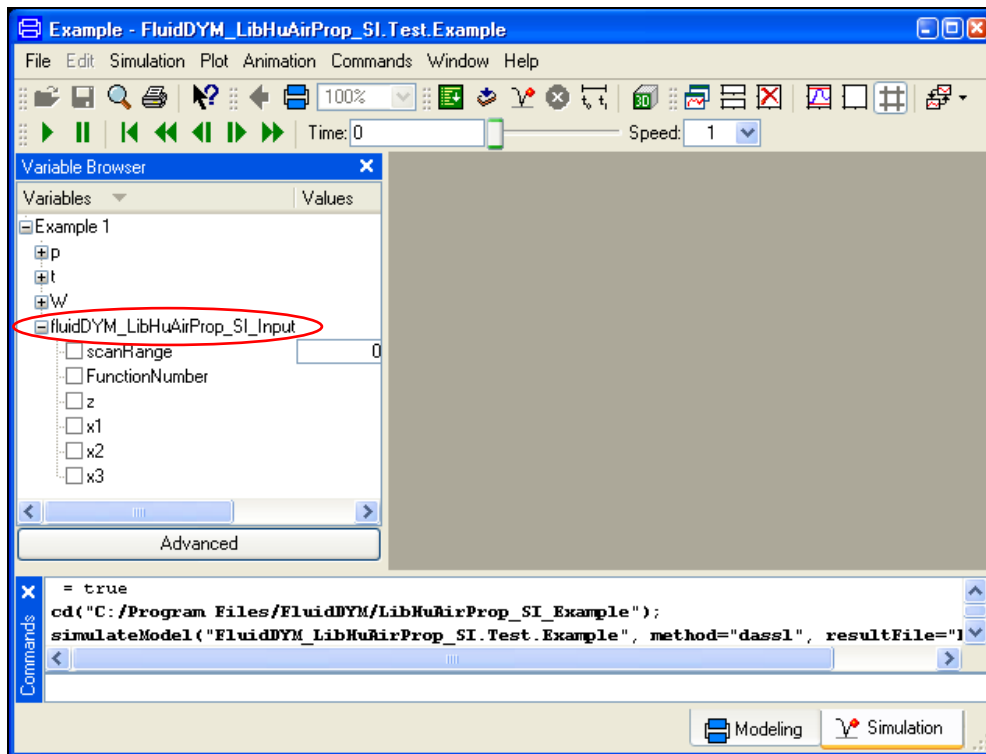 Example - FluidDYM_LibHuAirProp_SI.Test.Example
File Edit Simulation Plot Animation Commands Window Help
100%
Time: 0 Speed: 1
Variable Browser
Variables Values
Example 1
p
t
W
fluidDYM_LibHuAirProp_SI_Input
scanRange 0
FunctionNumber
z
x1
x2
x3
Advanced
Commands
= true
cd("C:/Program Files/FluidDYM/LibHuAirProp_SI_Example");
simulateModel("FluidDYM_LibHuAirProp_SI.Test.Example", method="dassl", resultFile="
Modeling Simulation